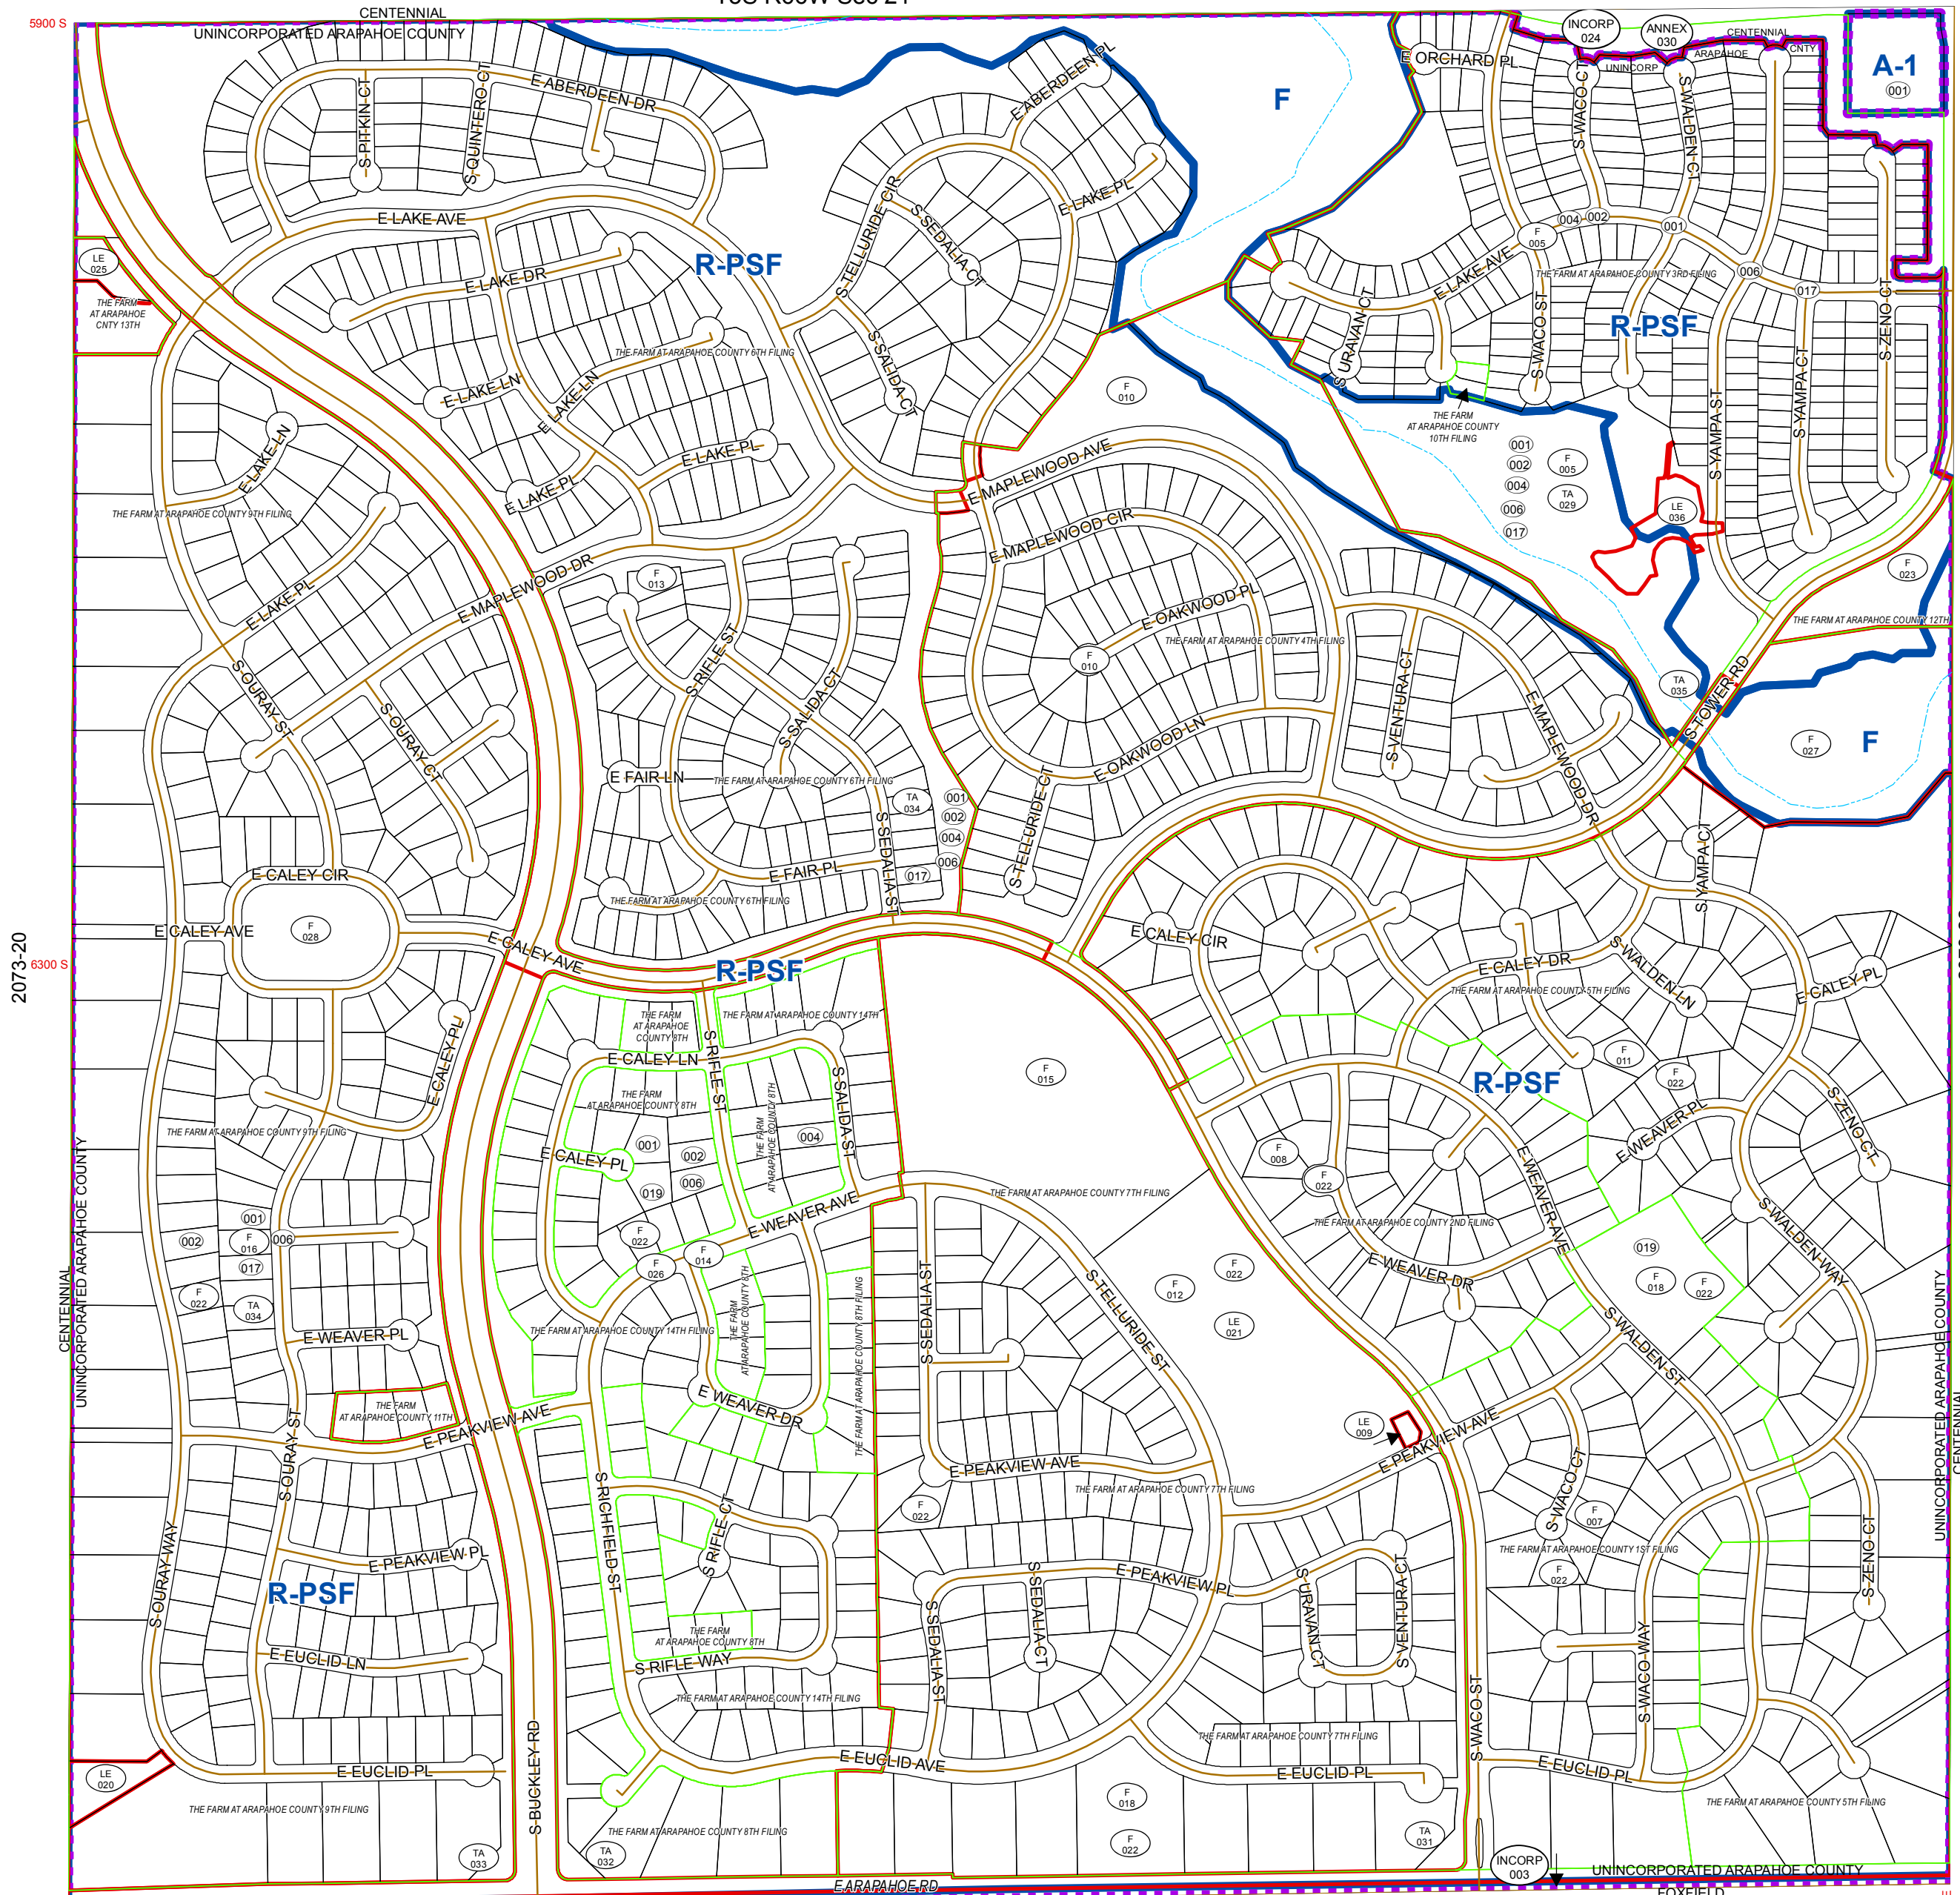 CENTENNIAL
5900 S
UNINCORPORATED ARAPAHOE COUNTY
INCORP
024
ANNEX
030
CENTENNIAL
ARAPAHOE
CNTY
UNINCORP
A-1
001
E ORCHARD PL
E ABERDEEN PL
E ABERDEEN DR
S PITKIN CT
S QUINTERO CT
F
S WACO CT
S WALDEN CT
E LAKE AVE
E LAKE PL
S TELLURIDE CIR
S SEDALIA CT
004
002
001
F
005
LE
025
R-PSF
E LAKE DR
E LAKE AVE
THE FARM AT ARAPAHOE COUNTY 3RD FILING
006
017
THE FARM
AT ARAPAHOE
CNTY 13TH
S SALIDA CT
S URAVAN CT
S WACO ST
R-PSF
S ZENO CT
THE FARM AT ARAPAHOE COUNTY 6TH FILING
E LAKE LN
E LAKE LN
F
010
THE FARM
AT ARAPAHOE COUNTY
10TH FILING
S YAMPA ST
S YAMPA CT
E LAKE LN
E LAKE PL
E LAKE PL
E MAPLEWOOD AVE
001
002
004
006
017
F
005
TA
029
LE
036
THE FARM AT ARAPAHOE COUNTY 9TH FILING
E MAPLEWOOD CIR
F
023
E LAKE PL
E MAPLEWOOD DR
F
013
E OAKWOOD PL
THE FARM AT ARAPAHOE COUNTY 4TH FILING
THE FARM AT ARAPAHOE COUNTY 12TH
F
010
S RIFLE ST
S SALIDA CT
S OURAY ST
S OURAY CT
S VENTURA CT
E MAPLEWOOD DR
TA
035
S TOWER RD
F
027
F
E OAKWOOD LN
E FAIR LN
THE FARM AT ARAPAHOE COUNTY 6TH FILING
TA
034
001
002
004
006
017
S TELLURIDE CT
S SEDALIA ST
E FAIR PL
THE FARM AT ARAPAHOE COUNTY 6TH FILING
S YAMPA CT
E CALEY CIR
F
028
E CALEY AVE
E CALEY AVE
2073-20
6300 S
R-PSF
E CALEY CIR
E CALEY DR
S WALDEN LN
E CALEY PL
THE FARM AT ARAPAHOE COUNTY 5TH FILING
THE FARM
AT ARAPAHOE
COUNTY 8TH
THE FARM AT ARAPAHOE COUNTY 14TH
E CALEY PL
E CALEY LN
S RIFLE ST
S SALIDA ST
F
015
F
011
F
022
R-PSF
THE FARM
AT ARAPAHOE COUNTY 8TH
THE FARM
AT ARAPAHOE COUNTY 8TH
E WEAVER PL
S ZENO CT
THE FARM AT ARAPAHOE COUNTY 9TH FILING
001
002
004
006
019
E CALEY PL
F
008
F
022
E WEAVER AVE
UNINCORPORATED ARAPAHOE COUNTY
CENTENNIAL
THE FARM AT ARAPAHOE COUNTY 7TH FILING
E WEAVER AVE
THE FARM AT ARAPAHOE COUNTY 2ND FILING
S WALDEN WAY
001
002
F
016
006
017
F
022
TA
034
F
022
F
026
F
014
THE FARM
AT ARAPAHOE COUNTY 8TH
THE FARM AT ARAPAHOE COUNTY 8TH FILING
S SEDALIA ST
S TELLURIDE ST
F
012
F
022
LE
021
E WEAVER DR
019
F
018
F
022
S WALDEN ST
UNINCORPORATED ARAPAHOE COUNTY
CENTENNIAL
E WEAVER PL
THE FARM AT ARAPAHOE COUNTY 14TH FILING
THE FARM
AT ARAPAHOE COUNTY 11TH
E PEAKVIEW AVE
E WEAVER DR
LE
009
E PEAKVIEW AVE
S OURAY ST
E PEAKVIEW AVE
THE FARM AT ARAPAHOE COUNTY 7TH FILING
S WACO CT
S RICHFIELD ST
S RIFLE CT
F
022
F
007
THE FARM AT ARAPAHOE COUNTY 1ST FILING
F
022
S ZENO CT
S OURAY WAY
E PEAKVIEW PL
R-PSF
S SEDALIA CT
E PEAKVIEW PL
S URAVAN CT
S VENTURA CT
S SEDALIA ST
THE FARM
AT ARAPAHOE COUNTY 8TH
E EUCLID LN
S RIFLE WAY
S WACO WAY
S WACO ST
THE FARM AT ARAPAHOE COUNTY 14TH FILING
THE FARM AT ARAPAHOE COUNTY 7TH FILING
S BUCKLEY RD
E EUCLID AVE
E EUCLID PL
E EUCLID PL
E EUCLID PL
LE
020
THE FARM AT ARAPAHOE COUNTY 9TH FILING
F
018
THE FARM AT ARAPAHOE COUNTY 5TH FILING
THE FARM AT ARAPAHOE COUNTY 8TH FILING
TA
033
TA
032
F
022
TA
031
INCORP
003
UNINCORPORATED ARAPAHOE COUNTY
E ARAPAHOE RD
FOXFIELD